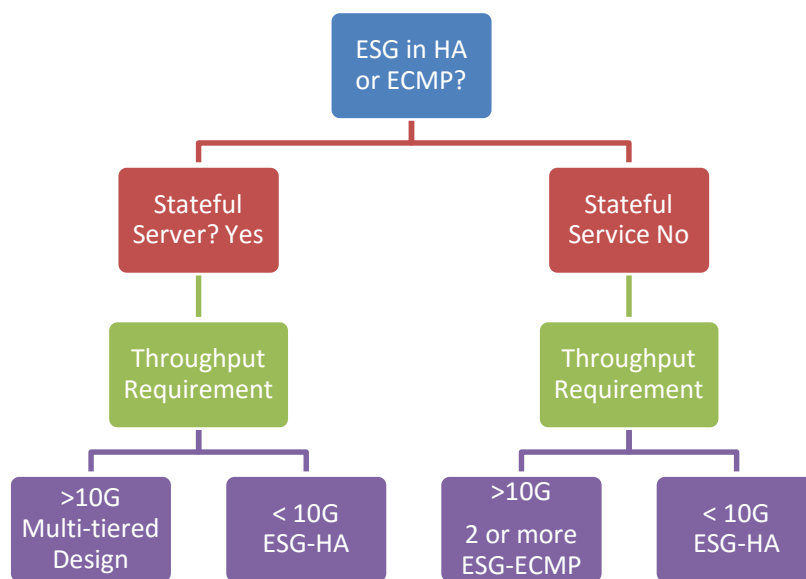 ESG in HA
or ECMP?
Stateful
Server? Yes
Stateful
Service No
Throughput
Requirement
Throughput
Requirement
>10G
Multi-tiered
Design
< 10G
ESG-HA
>10G
2 or more
ESG-ECMP
< 10G
ESG-HA